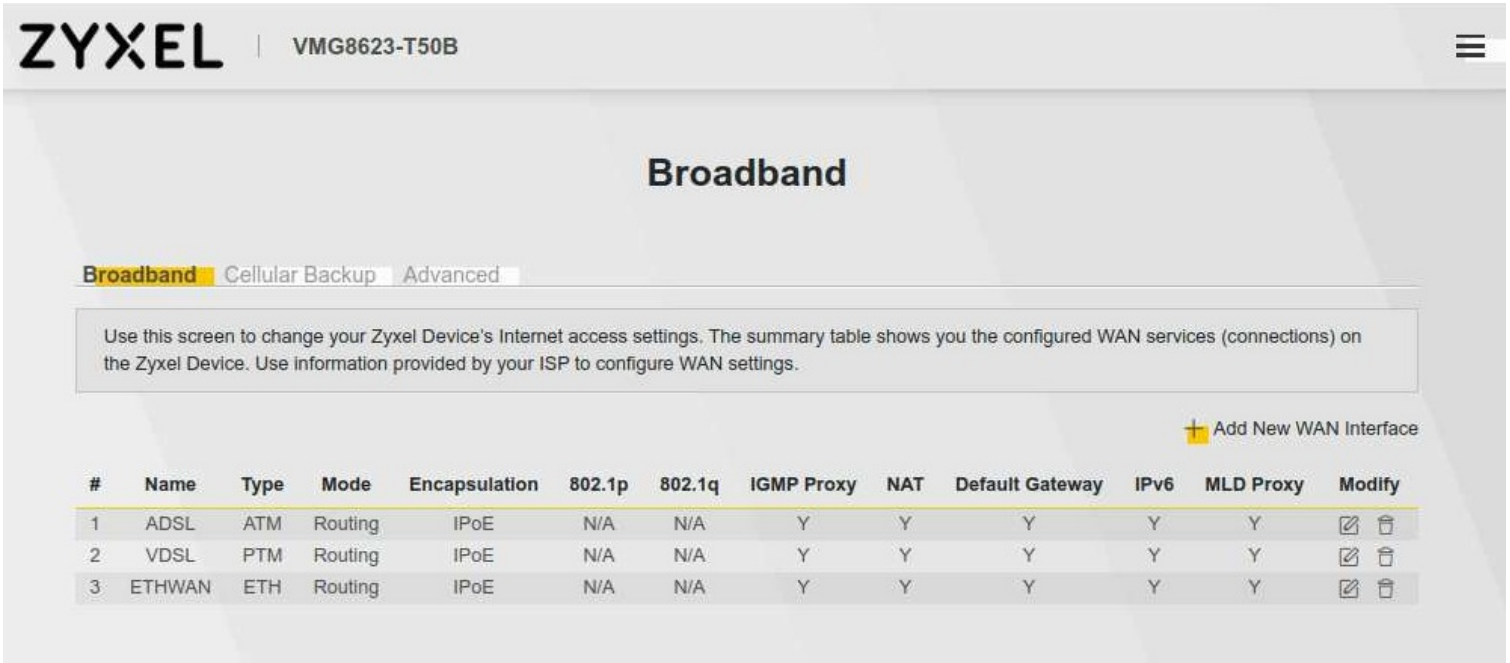 ZYXEL | VMG8623-T50B
Broadband
Broadband Cellular Backup Advanced
Use this screen to change your Zyxel Device's Internet access settings. The summary table shows you the configured WAN services (connections) on
the Zyxel Device. Use information provided by your ISP to configure WAN settings.
+ Add New WAN Interface
# Name Type Mode Encapsulation 802.1p 802.1q IGMP Proxy NAT Default Gateway IPv6 MLD Proxy Modify
1 ADSL ATM Routing IPoE N/A N/A Y Y Y Y Y
2 VDSL PTM Routing IPoE N/A N/A Y Y Y Y Y
3 ETHWAN ETH Routing IPoE N/A N/A Y Y Y Y Y